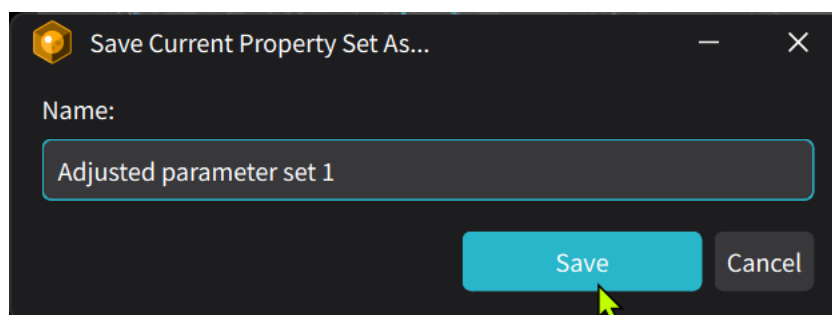 Save Current Property Set As...
Name:
Adjusted parameter set 1
Save Cancel